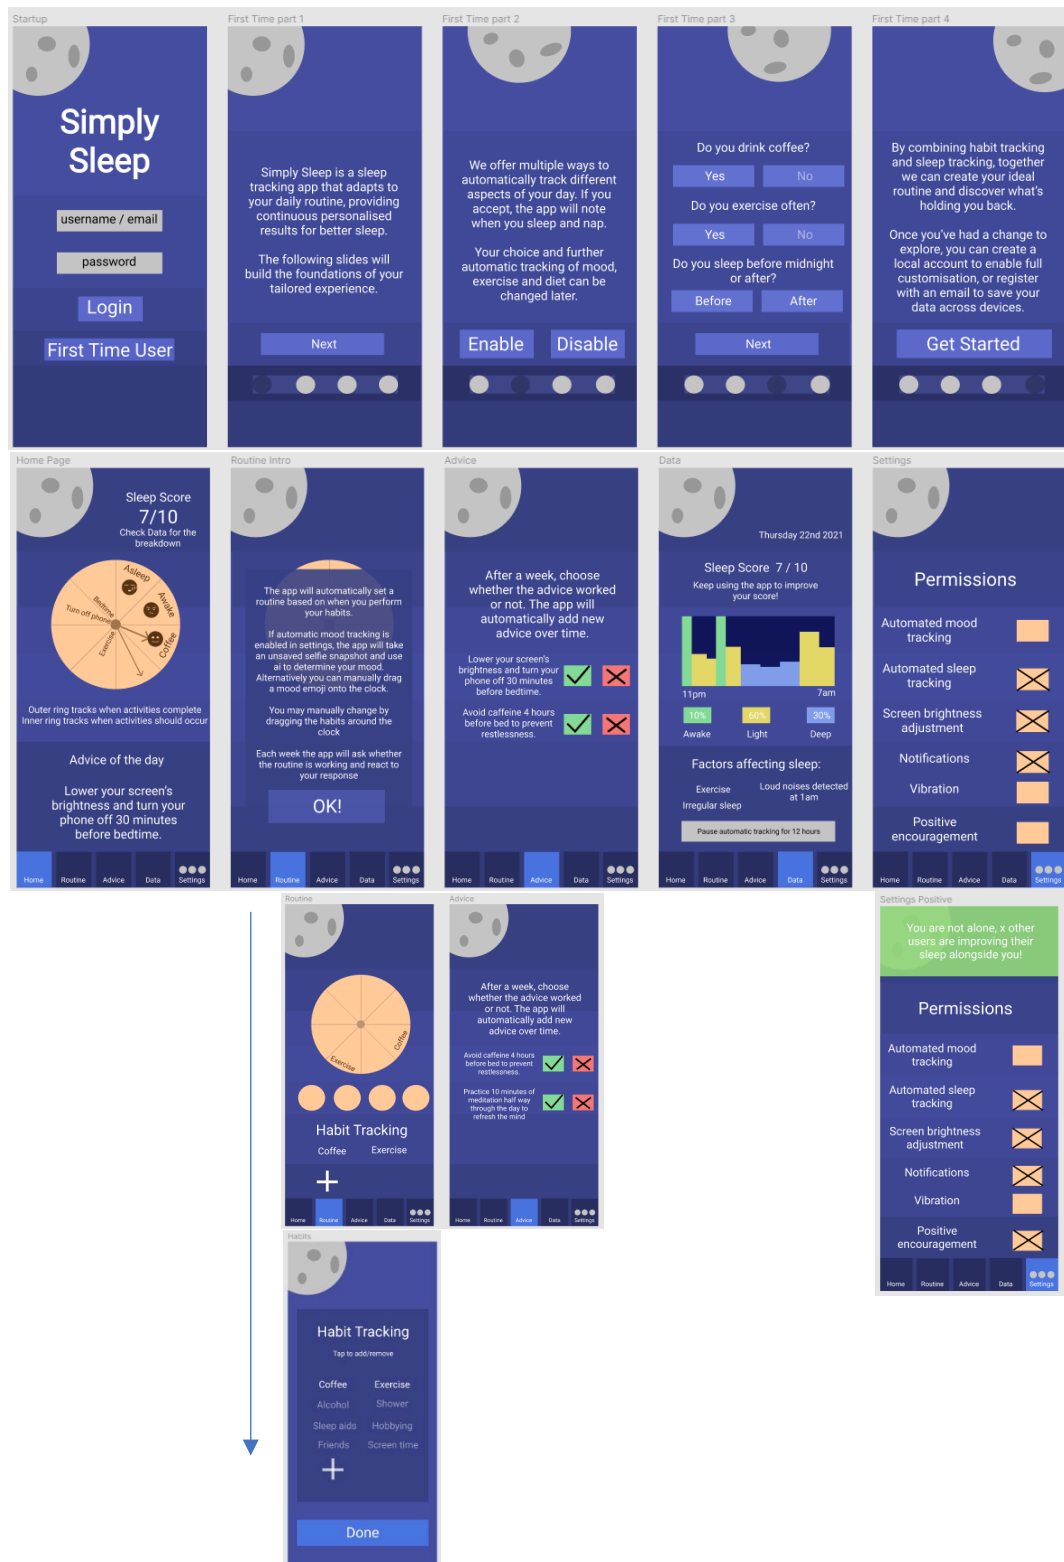 Startup
Simply
Sleep
username / email
password
Login
First Time User
First Time part 1
Simply Sleep is a sleep
tracking app that adapts to
your daily routine, providing
continuous personalised
results for better sleep.
The following slides will
build the foundations of your
tailored experience.
Next
First Time part 2
We offer multiple ways to
automatically track different
aspects of your day. If you
accept, the app will note
when you sleep and nap.
Your choice and further
automatic tracking of mood,
exercise and diet can be
changed later.
Enable Disable
First Time part 3
Do you drink coffee?
Yes No
Do you exercise often?
Yes No
Do you sleep before midnight
or after?
Before After
Next
First Time part 4
By combining habit tracking
and sleep tracking, together
we can create your ideal
routine and discover what's
holding you back.
Once you've had a change to
explore, you can create a
local account to enable full
customisation, or register
with an email to save your
data across devices.
Get Started
Home Page
Sleep Score
7/10
Check Data for the
breakdown
Asleep
Awake
Coffee
Bedtime
Turn off phone
Exercise
Outer ring tracks when activities complete
Inner ring tracks when activities should occur
Advice of the day
Lower your screen's
brightness and turn your
phone off 30 minutes
before bedtime.
Home Routine Advice Data Settings
Routine Intro
The app will automatically set a
routine based on when you perform
your habits.
If automatic mood tracking is
enabled in settings, the app will take
an unsaved selfie snapshot and use
ai to determine your mood.
Alternatively you can manually drag
a mood emoji onto the clock.
You may manually change by
dragging the habits around the
clock
Each week the app will ask whether
the routine is working and react to
your response
OK!
Home Routine Advice Data Settings
Advice
After a week, choose
whether the advice worked
or not. The app will
automatically add new
advice over time.
Lower your screen's
brightness and turn your
phone off 30 minutes
before bedtime.
Avoid caffeine 4 hours
before bed to prevent
restlessness.
Home Routine Advice Data Settings
Data
Thursday 22nd 2021
Sleep Score 7 / 10
Keep using the app to improve
your score!
11pm 7am
10% 60% 30%
Awake Light Deep
Factors affecting sleep:
Exercise
Irregular sleep
Loud noises detected
at 1am
Pause automatic tracking for 12 hours
Home Routine Advice Data Settings
Settings
Permissions
Automated mood
tracking
Automated sleep
tracking
Screen brightness
adjustment
Notifications
Vibration
Positive
encouragement
Home Routine Advice Data Settings
Routine
Coffee
Exercise
Habit Tracking
Coffee Exercise
Home Routine Advice Data Settings
Advice
After a week, choose
whether the advice worked
or not. The app will
automatically add new
advice over time.
Avoid caffeine 4 hours
before bed to prevent
restlessness.
Practice 10 minutes of
meditation half way
through the day to
refresh the mind
Home Routine Advice Data Settings
Settings Positive
You are not alone, x other
users are improving their
sleep alongside you!
Permissions
Automated mood
tracking
Automated sleep
tracking
Screen brightness
adjustment
Notifications
Vibration
Positive
encouragement
Home Routine Advice Data Settings
Habits
Habit Tracking
Tap to add/remove
Coffee Exercise
Alcohol Shower
Sleep aids Hobbying
Friends Screen time
Done